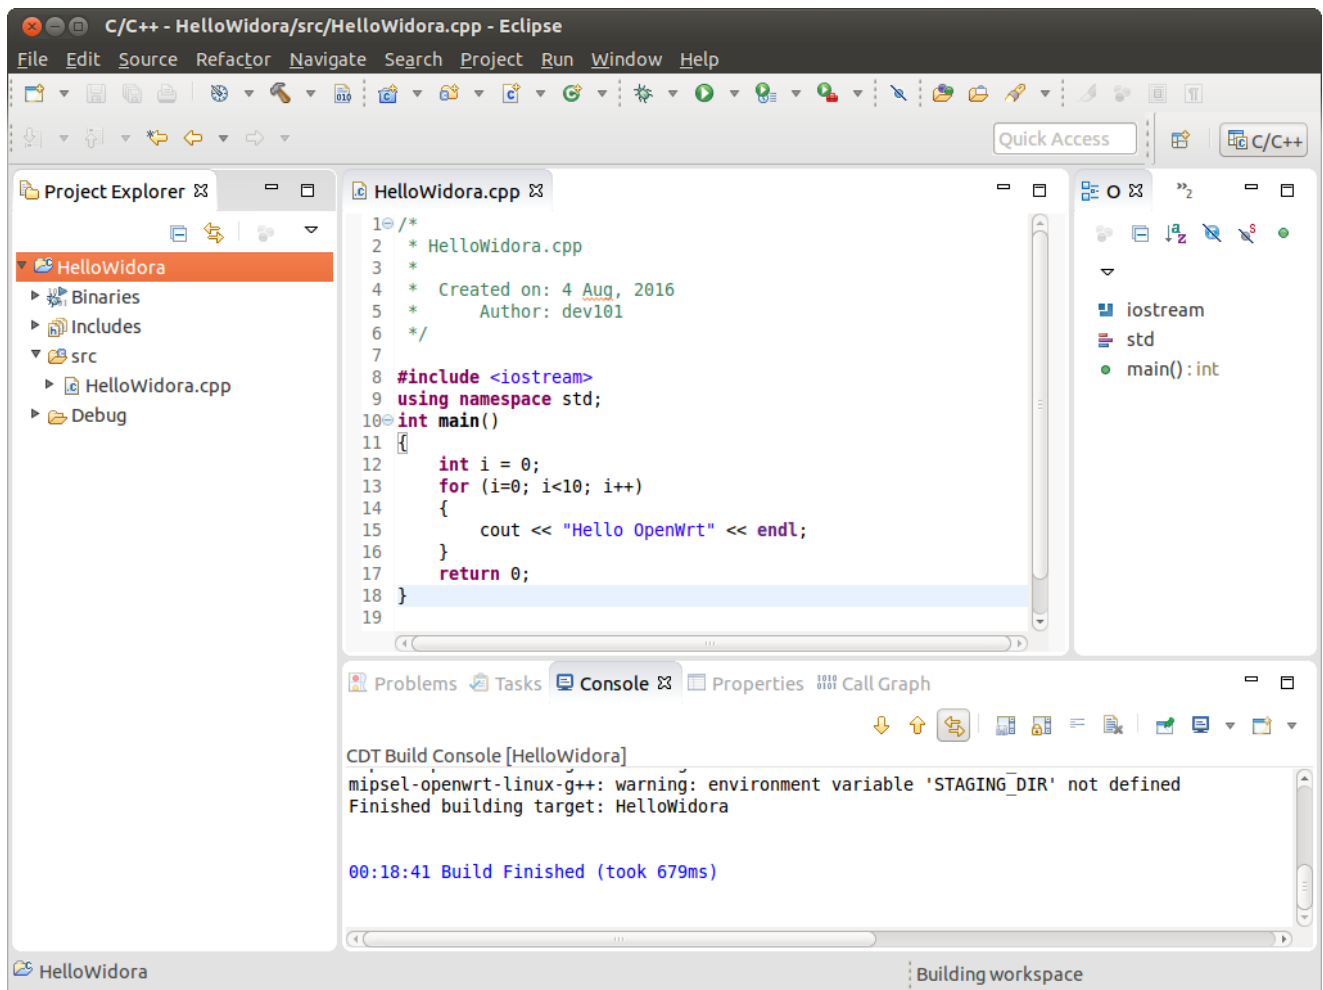 C/C++ - HelloWidora/src/HelloWidora.cpp - Eclipse
File Edit Source Refactor Navigate Search Project Run Window Help
010
Quick Access
C/C++
Project Explorer
HelloWidora
Binaries
Includes
src
HelloWidora.cpp
Debug
HelloWidora.cpp
1 /*
2  * HelloWidora.cpp
3  *
4  *  Created on: 4 Aug, 2016
5  *      Author: dev101
6  */
7
8 #include <iostream>
9 using namespace std;
10 int main()
11 {
12     int i = 0;
13     for (i=0; i<10; i++)
14     {
15         cout << "Hello OpenWrt" << endl;
16     }
17     return 0;
18 }
19
O
»2
iostream
std
main() : int
Problems Tasks Console Properties Call Graph
CDT Build Console [HelloWidora]
mipsel-openwrt-linux-g++: warning: environment variable 'STAGING_DIR' not defined
Finished building target: HelloWidora
00:18:41 Build Finished (took 679ms)
HelloWidora
Building workspace